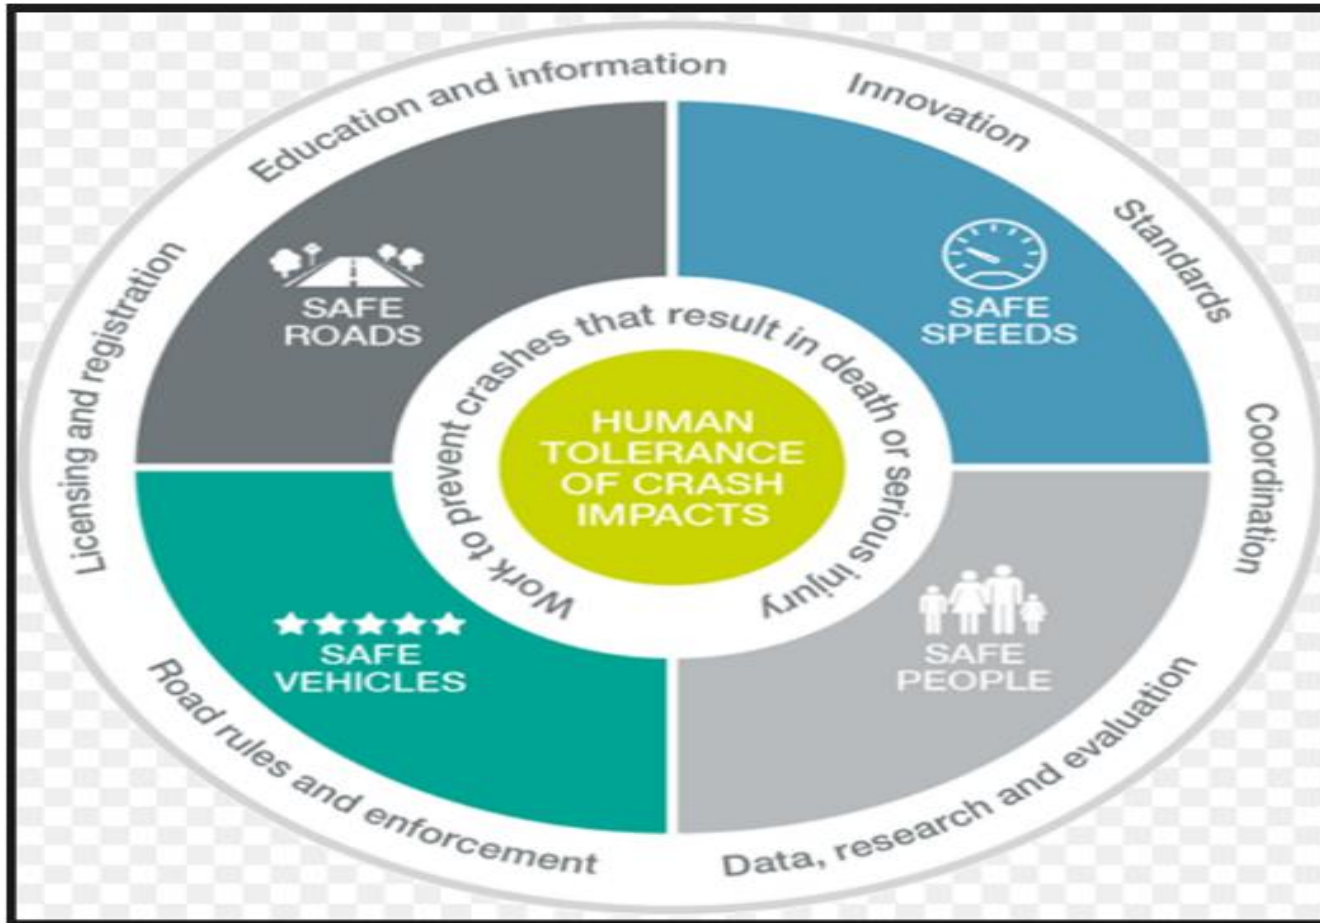 Education and information
Innovation
Standards
Coordination
Data, research and evaluation
Road rules and enforcement
Licensing and registration
SAFE
ROADS
SAFE
SPEEDS
SAFE
PEOPLE
SAFE
VEHICLES
Work to prevent crashes that result in death or serious injury
HUMAN
TOLERANCE
OF CRASH
IMPACTS